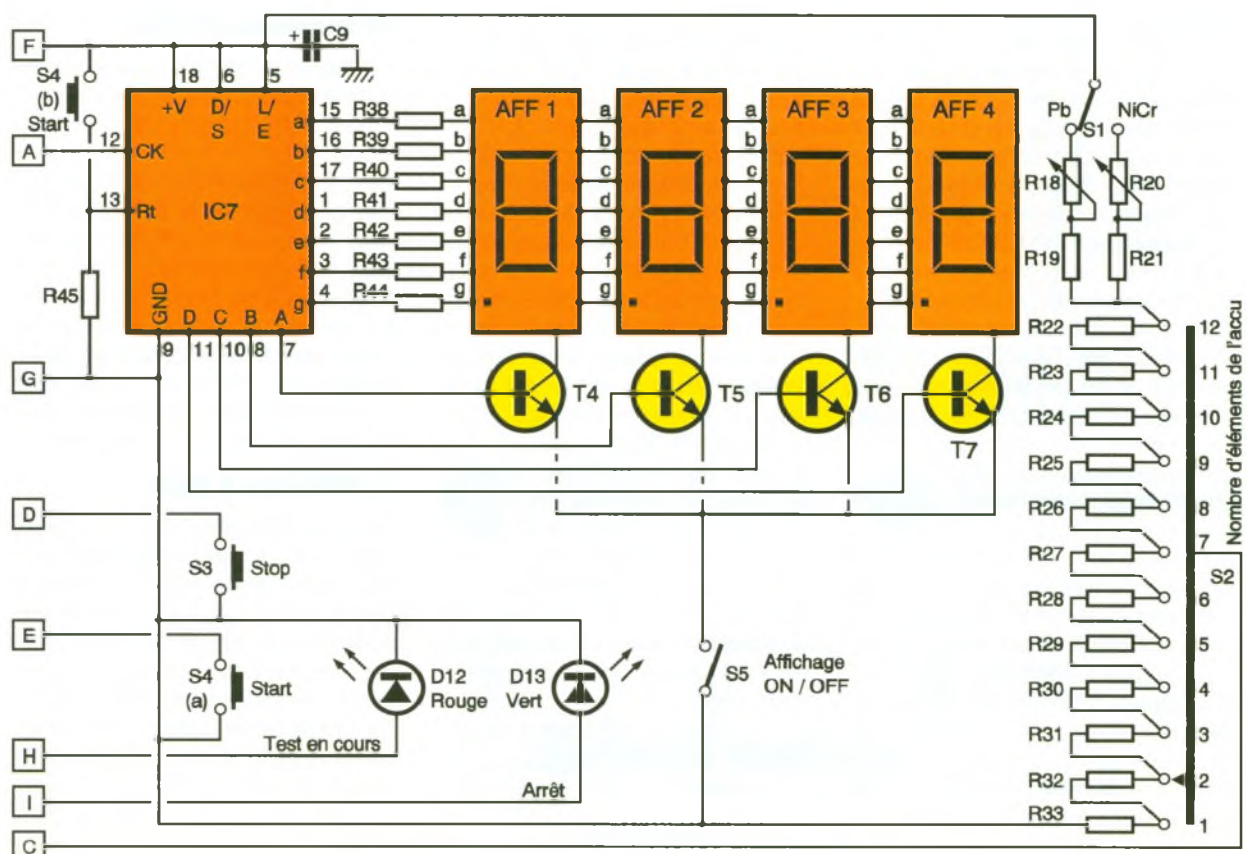 F
S4
(b)
Start
A
G
D
E
H
I
C
+ C9
18
6
5
+V
D/
S
L/
E
12
CK
13
Rt
IC7
R45
GND
D
C
B
A
9
11
10
8
7
a
b
c
d
e
f
g
15 R38
16 R39
17 R40
1 R41
2 R42
3 R43
4 R44
a
b
c
d
e
f
g
AFF 1
a
b
c
d
e
f
g
AFF 2
a
b
c
d
e
f
g
AFF 3
a
b
c
d
e
f
g
AFF 4
T4
T5
T6
T7
Pb
NiCr
S1
R18
R20
R19
R21
R22
R23
R24
R25
R26
R27
R28
R29
R30
R31
R32
R33
12
11
10
9
8
7
6
5
4
3
2
1
S2
Nombre d'éléments de l'accu
S3
Stop
S4
(a)
Start
D12
Rouge
D13
Vert
S5
Affichage
ON / OFF
Test en cours
Arrêt